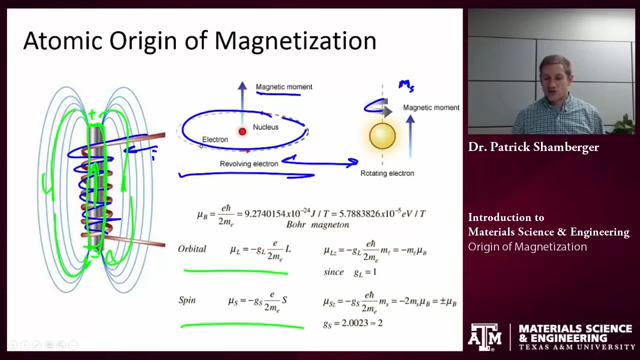 Atomic Origin of Magnetization
Magnetic moment
Nucleus
Electron
Revolving electron
m_s
Magnetic moment
Rotating electron
i
μ_B = eħ/2m_e = 9.2740154x10^-24 J / T = 5.7883826x10^-5 eV / T
Bohr magneton
Orbital μ_L = -g_L e/2m_e L μ_Lz = -g_L eħ/2m_e m_ℓ = -m_ℓ μ_B
since g_L = 1
Spin μ_S = -g_S e/2m_e S μ_Sz = -g_S eħ/2m_e m_s = -2m_s μ_B = ±μ_B
g_S = 2.0023 ≈ 2
Dr. Patrick Shamberger
Introduction to
Materials Science & Engineering
Origin of Magnetization
ATM
MATERIALS SCIENCE
& ENGINEERING
TEXAS A&M UNIVERSITY